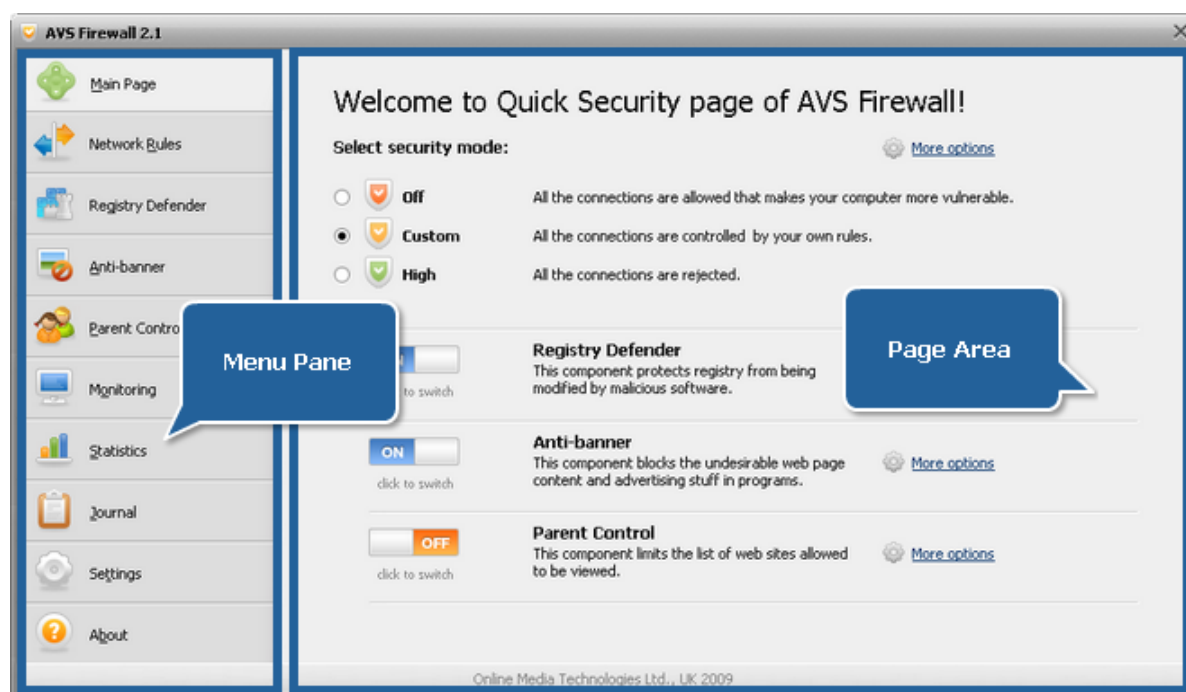 AVS Firewall 2.1
Main Page
Network Rules
Registry Defender
Anti-banner
Parent Contro
Monitoring
Statistics
Journal
Settings
About
Menu Pane
Welcome to Quick Security page of AVS Firewall!
Select security mode:
More options
Off
All the connections are allowed that makes your computer more vulnerable.
Custom
All the connections are controlled by your own rules.
High
All the connections are rejected.
Page Area
to switch
Registry Defender
This component protects registry from being
modified by malicious software.
ON
click to switch
Anti-banner
This component blocks the undesirable web page
content and advertising stuff in programs.
More options
OFF
click to switch
Parent Control
This component limits the list of web sites allowed
to be viewed.
More options
Online Media Technologies Ltd., UK 2009